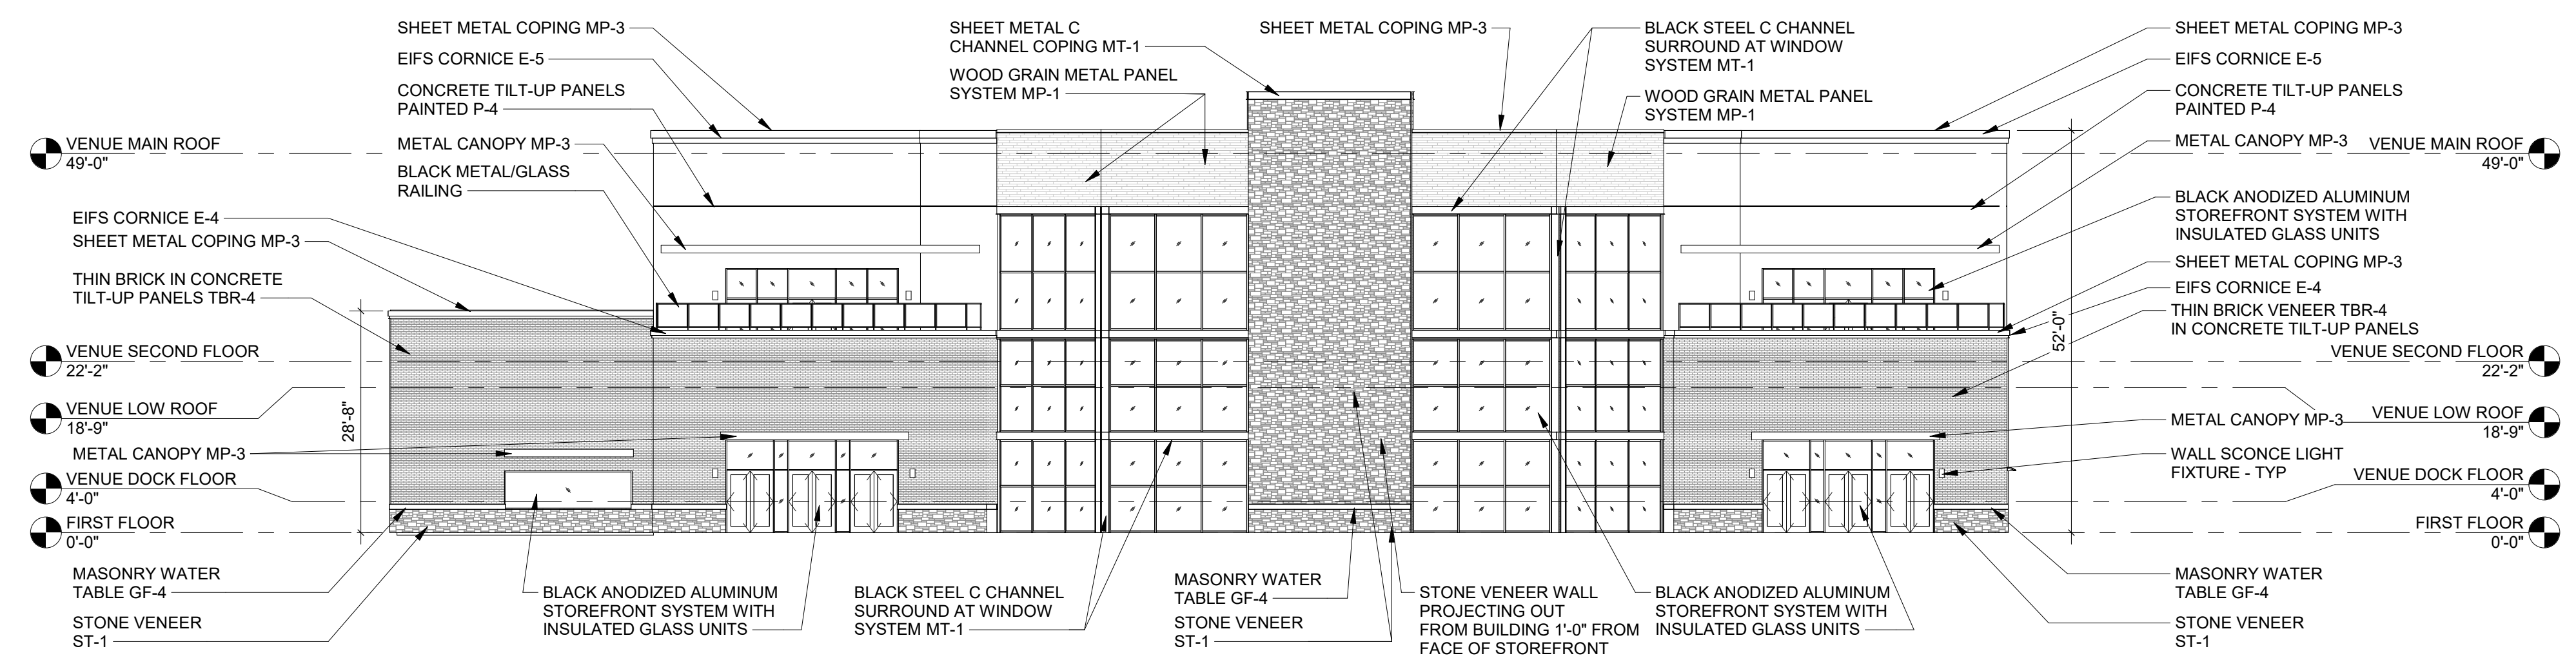 SHEET METAL COPING MP-3
EIFS CORNICE E-5
CONCRETE TILT-UP PANELS
PAINTED P-4
METAL CANOPY MP-3
BLACK METAL/GLASS
RAILING
VENUE MAIN ROOF
49'-0"
EIFS CORNICE E-4
SHEET METAL COPING MP-3
THIN BRICK IN CONCRETE
TILT-UP PANELS TBR-4
VENUE SECOND FLOOR
22'-2"
VENUE LOW ROOF
18'-9"
METAL CANOPY MP-3
VENUE DOCK FLOOR
4'-0"
FIRST FLOOR
0'-0"
28'-8"
MASONRY WATER
TABLE GF-4
STONE VENEER
ST-1
SHEET METAL C
CHANNEL COPING MT-1
WOOD GRAIN METAL PANEL
SYSTEM MP-1
SHEET METAL COPING MP-3
BLACK STEEL C CHANNEL
SURROUND AT WINDOW
SYSTEM MT-1
WOOD GRAIN METAL PANEL
SYSTEM MP-1
BLACK ANODIZED ALUMINUM
STOREFRONT SYSTEM WITH
INSULATED GLASS UNITS
BLACK STEEL C CHANNEL
SURROUND AT WINDOW
SYSTEM MT-1
MASONRY WATER
TABLE GF-4
STONE VENEER
ST-1
STONE VENEER WALL
PROJECTING OUT
FROM BUILDING 1'-0" FROM
FACE OF STOREFRONT
BLACK ANODIZED ALUMINUM
STOREFRONT SYSTEM WITH
INSULATED GLASS UNITS
SHEET METAL COPING MP-3
EIFS CORNICE E-5
CONCRETE TILT-UP PANELS
PAINTED P-4
METAL CANOPY MP-3
VENUE MAIN ROOF
49'-0"
BLACK ANODIZED ALUMINUM
STOREFRONT SYSTEM WITH
INSULATED GLASS UNITS
SHEET METAL COPING MP-3
EIFS CORNICE E-4
THIN BRICK VENEER TBR-4
IN CONCRETE TILT-UP PANELS
52'-0"
VENUE SECOND FLOOR
22'-2"
METAL CANOPY MP-3
VENUE LOW ROOF
18'-9"
WALL SCONCE LIGHT
FIXTURE - TYP
VENUE DOCK FLOOR
4'-0"
FIRST FLOOR
0'-0"
MASONRY WATER
TABLE GF-4
STONE VENEER
ST-1